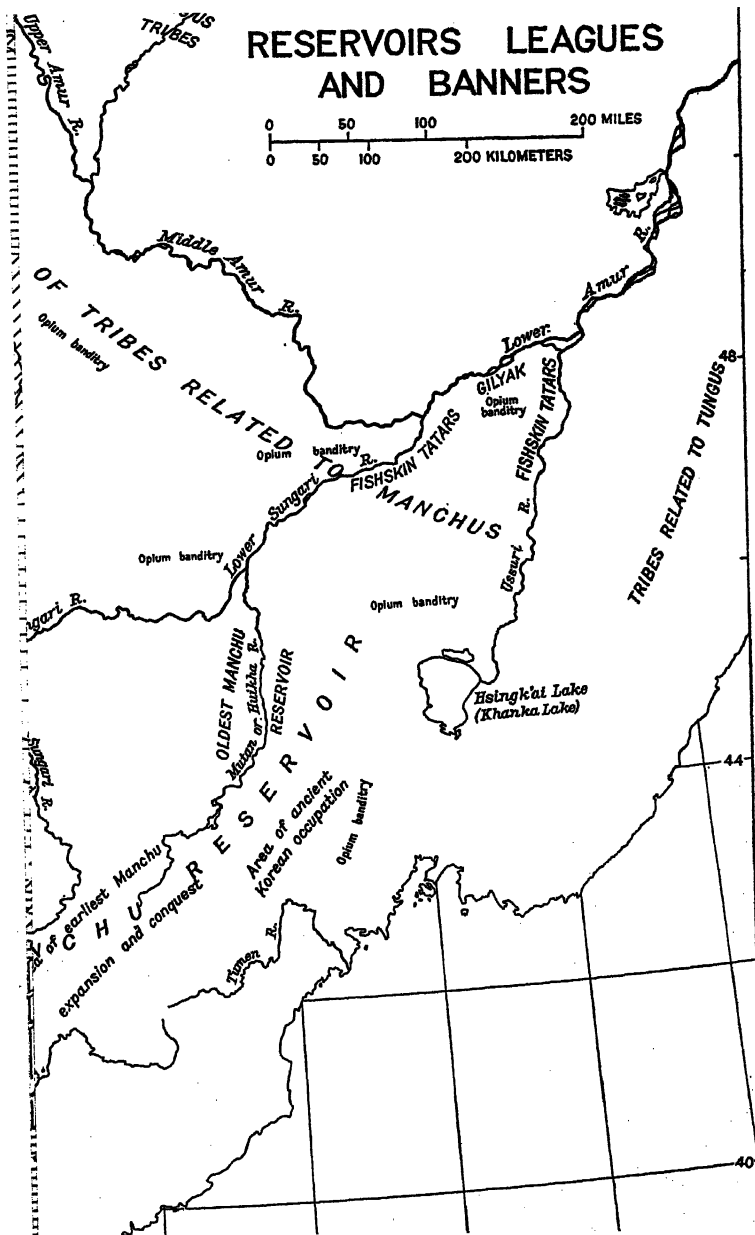 RESERVOIRS LEAGUES
AND BANNERS
0 50 100 200 MILES
0 50 100 200 KILOMETERS
Upper Amur R.
TRIBES
Middle Amur R.
Lower Amur R.
OF TRIBES RELATED TO MANCHUS
Opium banditry
48
GILYAK
Opium
banditry
FISHSKIN TATARS
FISHSKIN TATARS
Opium banditry
Lower Sungari R.
TRIBES RELATED TO TUNGUS
Ussuri R.
Opium banditry
Opium banditry
ngari R.
OLDEST MANCHU
RESERVOIR
Mutan or Huikha R.
Hsingk'ai Lake
(Khanka Lake)
44
Sungari R.
RESERVOIR
Area of ancient
Korean occupation
Opium banditry
of earliest Manchu
CHU
expansion and conquest
Tumen R.
40